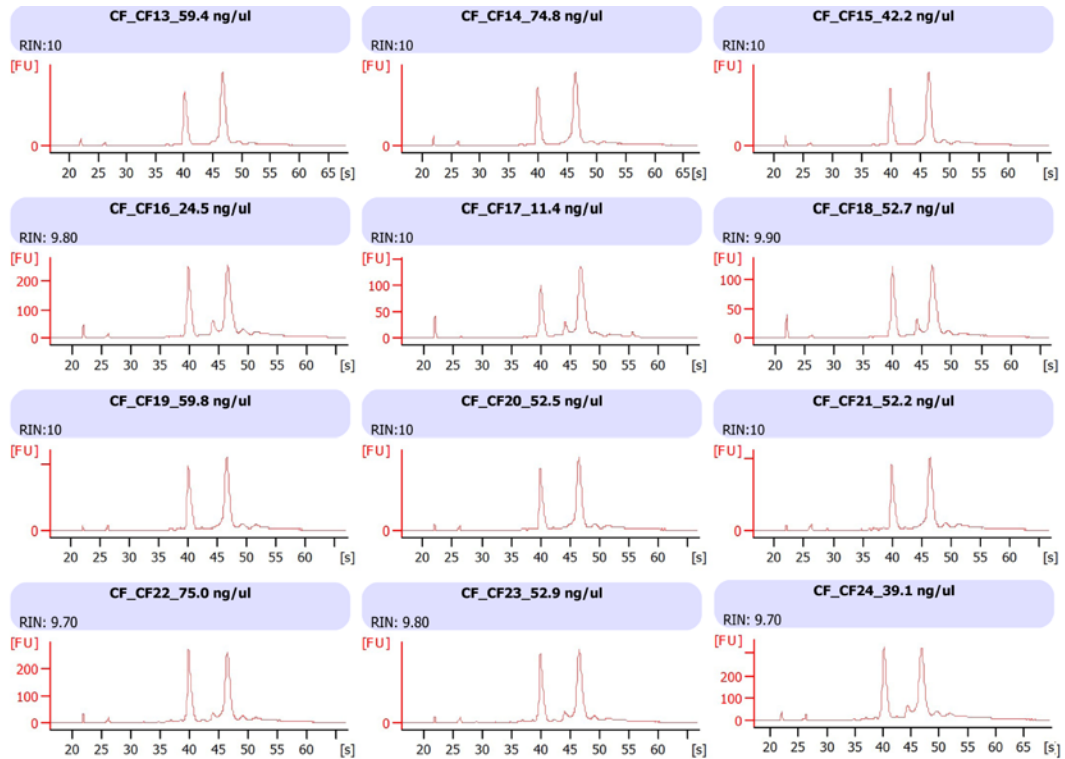 CF_CF13_59.4 ng/ul
RIN:10
[FU]
0
20 25 30 35 40 45 50 55 60 65 [s]
CF_CF14_74.8 ng/ul
RIN:10
[FU]
0
20 25 30 35 40 45 50 55 60 65[s]
CF_CF15_42.2 ng/ul
RIN:10
[FU]
0
20 25 30 35 40 45 50 55 60 [s]
CF_CF16_24.5 ng/ul
RIN: 9.80
[FU]
200
100
0
20 25 30 35 40 45 50 55 60 [s]
CF_CF17_11.4 ng/ul
RIN:10
[FU]
150
100
50
0
20 25 30 35 40 45 50 55 60 [s]
CF_CF18_52.7 ng/ul
RIN: 9.90
[FU]
100
50
0
20 25 30 35 40 45 50 55 60 [s]
CF_CF19_59.8 ng/ul
RIN:10
[FU]
0
20 25 30 35 40 45 50 55 60 [s]
CF_CF20_52.5 ng/ul
RIN:10
[FU]
0
20 25 30 35 40 45 50 55 60 [s]
CF_CF21_52.2 ng/ul
RIN:10
[FU]
0
20 25 30 35 40 45 50 55 60 [s]
CF_CF22_75.0 ng/ul
RIN: 9.70
[FU]
200
100
0
20 25 30 35 40 45 50 55 60 [s]
CF_CF23_52.9 ng/ul
RIN: 9.80
[FU]
0
20 25 30 35 40 45 50 55 60 [s]
CF_CF24_39.1 ng/ul
RIN: 9.70
[FU]
200
100
0
20 25 30 35 40 45 50 55 60 65 [s]